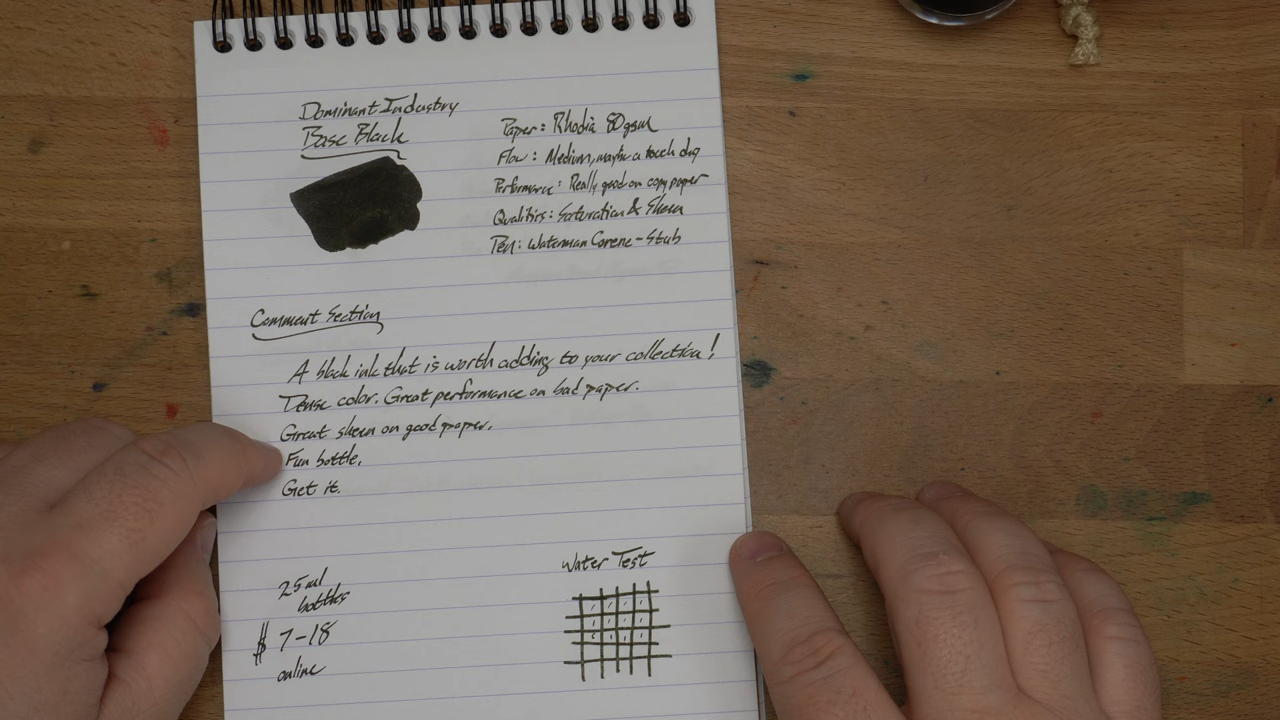 Dominant Industry
Base Black
Paper: Rhodia 80gsm
Flow: Medium, maybe a touch dry
Performance: Really good on copy paper
Qualities: Saturation & Sheen
Pen: Waterman Carene - Stub
Comment Section
A black ink that is worth adding to your collection!
Dense color. Great performance on bad paper.
Great sheen on good paper.
Fun bottle.
Get it.
25ml
bottles
$ 7-18
online
Water Test